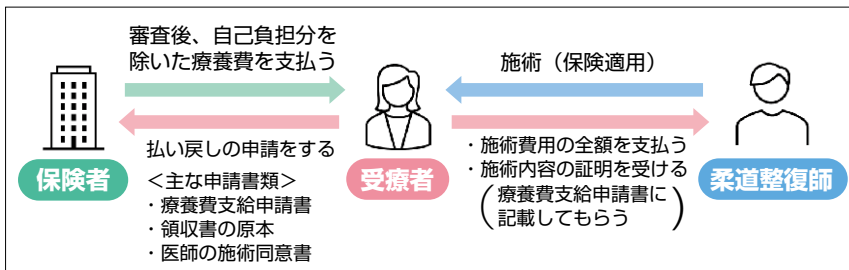 審査後、自己負担分を
除いた療養費を支払う
払い戻しの申請をする
＜主な申請書類＞
・療養費支給申請書
・領収書の原本
・医師の施術同意書
保険者
受療者
施術（保険適用）
・施術費用の全額を支払う
・施術内容の証明を受ける
（療養費支給申請書に
記載してもらう）
柔道整復師